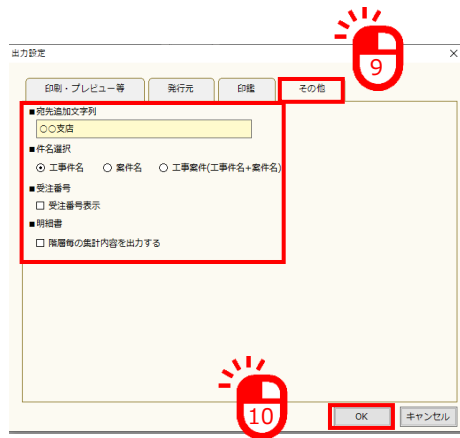 9
出力設定
×
印刷・プレビュー等 発行元 印鑑 その他
■宛先追加文字列
○○支店
■件名選択
工事件名 案件名 工事案件(工事件名+案件名)
■受注番号
受注番号表示
■明細書
階層毎の集計内容を出力する
10
OK キャンセル